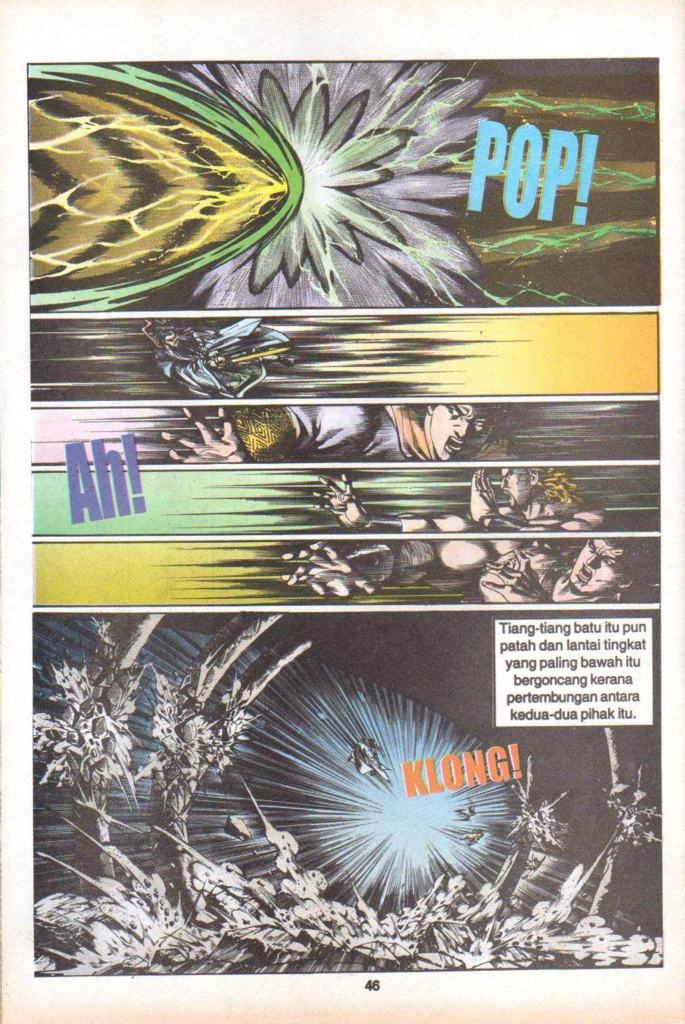 POP!
Ah!
Tiang-tiang batu itu pun
patah dan lantai tingkat
yang paling bawah itu
bergoncang kerana
pertembungan antara
kedua-dua pihak itu.
KLONG!
46